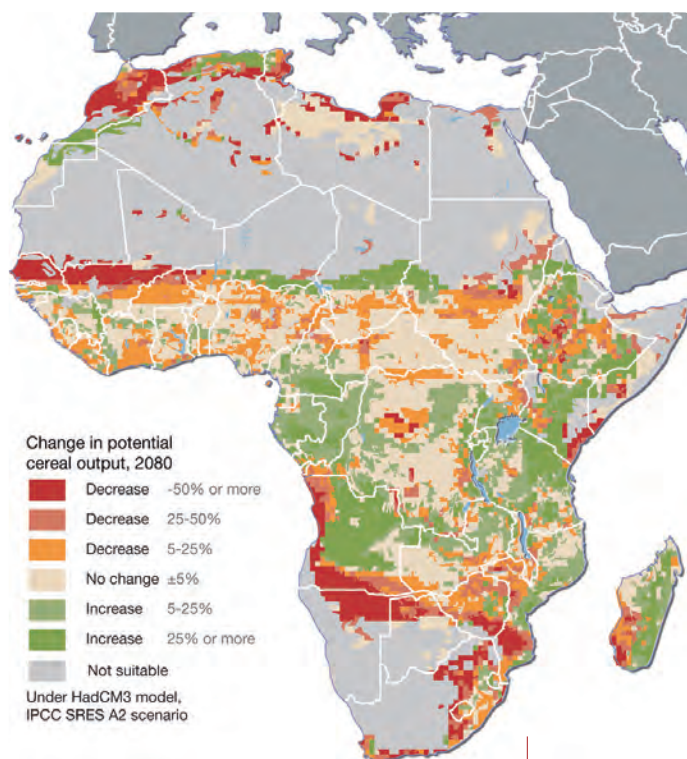 Change in potential
cereal output, 2080
Decrease -50% or more
Decrease 25-50%
Decrease 5-25%
No change ±5%
Increase 5-25%
Increase 25% or more
Not suitable
Under HadCM3 model,
IPCC SRES A2 scenario